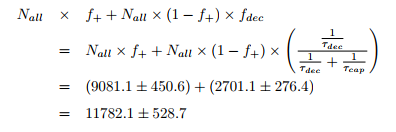 N_all × f_+ + N_all × (1 − f_+) × f_dec
= N_all × f_+ + N_all × (1 − f_+) × ( (1/τ_dec) / (1/τ_dec + 1/τ_cap) )
= (9081.1 ± 450.6) + (2701.1 ± 276.4)
= 11782.1 ± 528.7